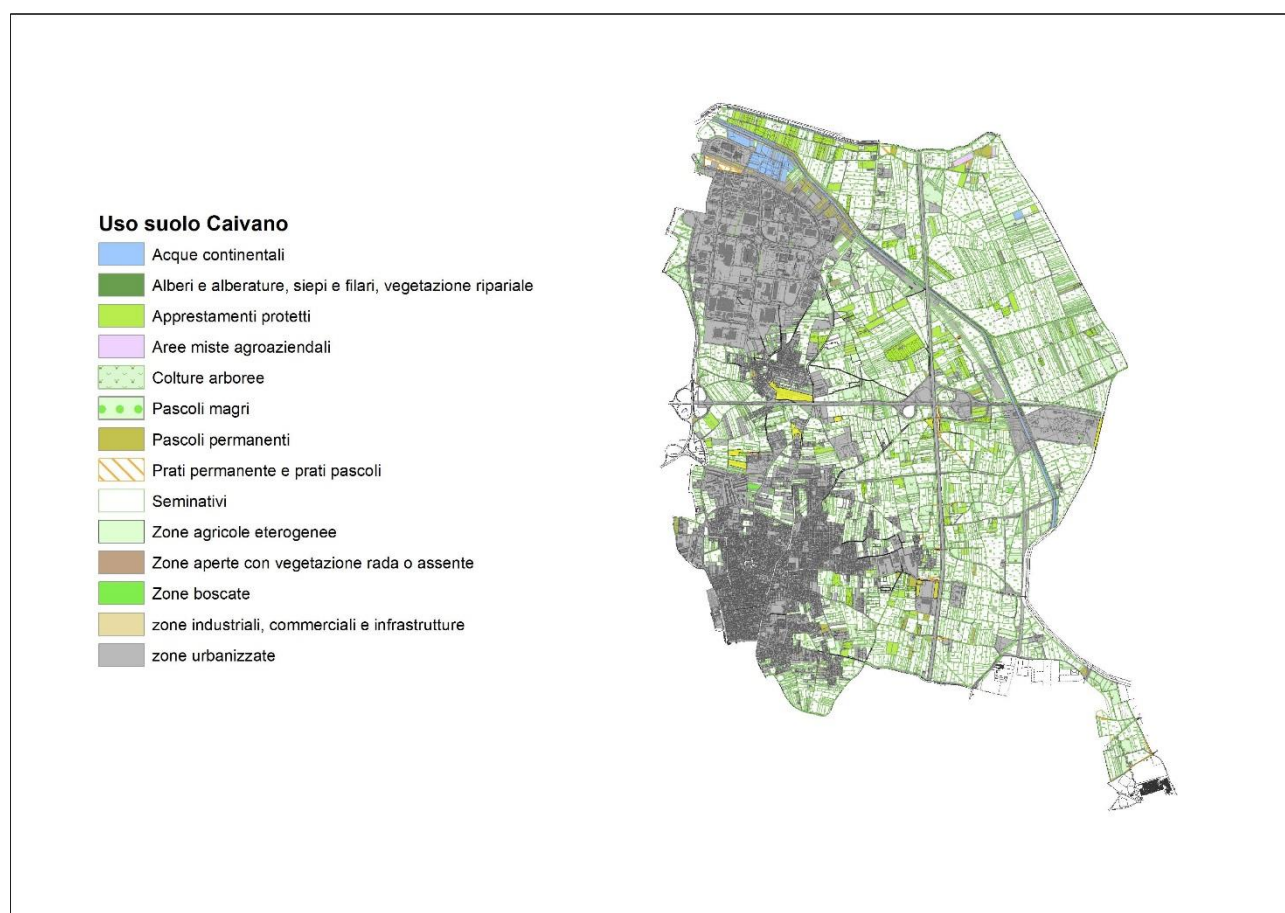 Uso suolo Caivano
Acque continentali
Alberi e alberature, siepi e filari, vegetazione ripariale
Apprestamenti protetti
Aree miste agroaziendali
Colture arboree
Pascoli magri
Pascoli permanenti
Prati permanente e prati pascoli
Seminativi
Zone agricole eterogenee
Zone aperte con vegetazione rada o assente
Zone boscate
zone industriali, commerciali e infrastrutture
zone urbanizzate